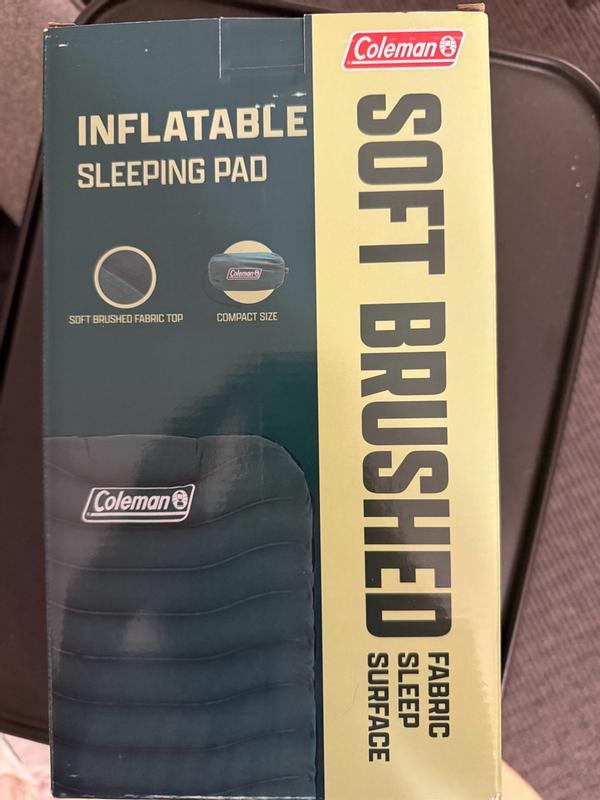 Coleman
INFLATABLE
SLEEPING PAD
Coleman
SOFT BRUSHED FABRIC TOP
COMPACT SIZE
Coleman
SOFT BRUSHED
FABRIC
SLEEP
SURFACE